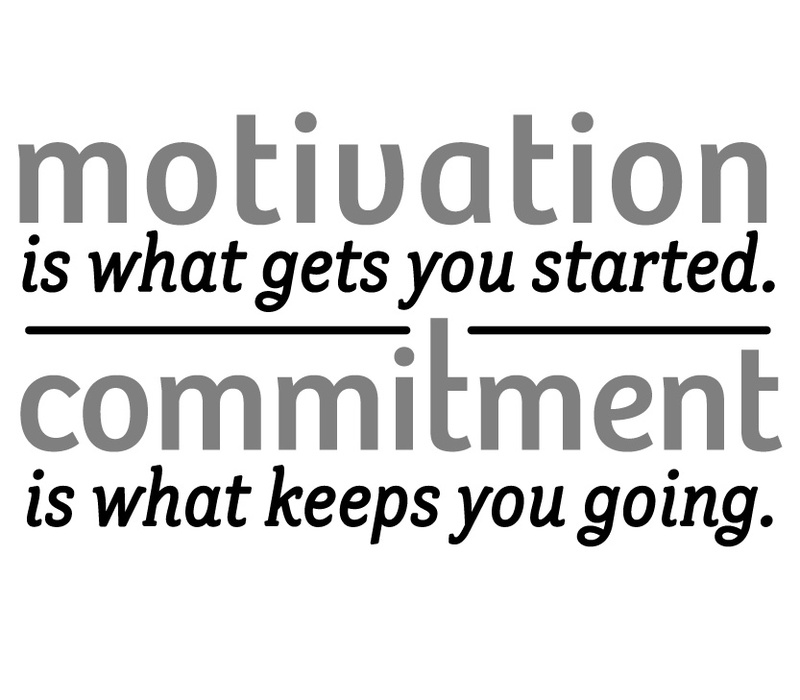 motivation
is what gets you started.
commitment
is what keeps you going.